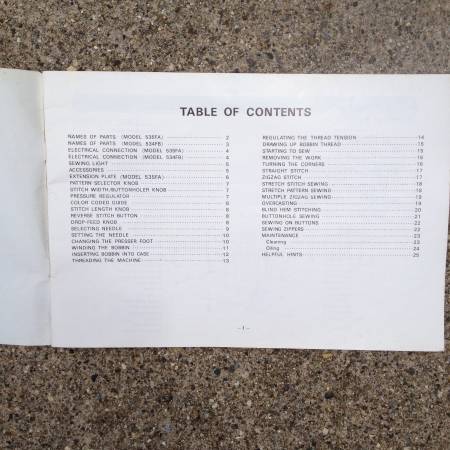 TABLE OF CONTENTS
NAMES OF PARTS (MODEL 535FA) 2
NAMES OF PARTS (MODEL 534FB) 3
ELECTRICAL CONNECTION (MODEL 535FA) 4
ELECTRICAL CONNECTION (MODEL 534FB) 4
SEWING LIGHT 5
ACCESSORIES 5
EXTENSION PLATE (MODEL 535FA) 6
PATTERN SELECTOR KNOB 7
STITCH WIDTH/BUTTONHOLER KNOB 7
PRESSURE REGULATOR 7
COLOR CODED GUIDE 8
STITCH LENGTH KNOB 8
REVERSE STITCH BUTTON 8
DROP-FEED KNOB 8
SELECTING NEEDLE 9
SETTING THE NEEDLE 10
CHANGING THE PRESSER FOOT 10
WINDING THE BOBBIN 11
INSERTING BOBBIN INTO CASE 12
THREADING THE MACHINE 13
REGULATING THE THREAD TENSION 14
DRAWING UP BOBBIN THREAD 15
STARTING TO SEW 15
REMOVING THE WORK 16
TURNING THE CORNERS 16
STRAIGHT STITCH 17
ZIGZAG STITCH 17
STRETCH STITCH SEWING 18
STRETCH PATTERN SEWING 18
MULTIPLE ZIGZAG SEWING 19
OVERCASTING 19
BLIND HEM STITCHING 20
BUTTONHOLE SEWING 21
SEWING ON BUTTONS 22
SEWING ZIPPERS 22
MAINTENANCE 23
Cleaning 23
Oiling 24
HELPFUL HINTS 25
- 1 -